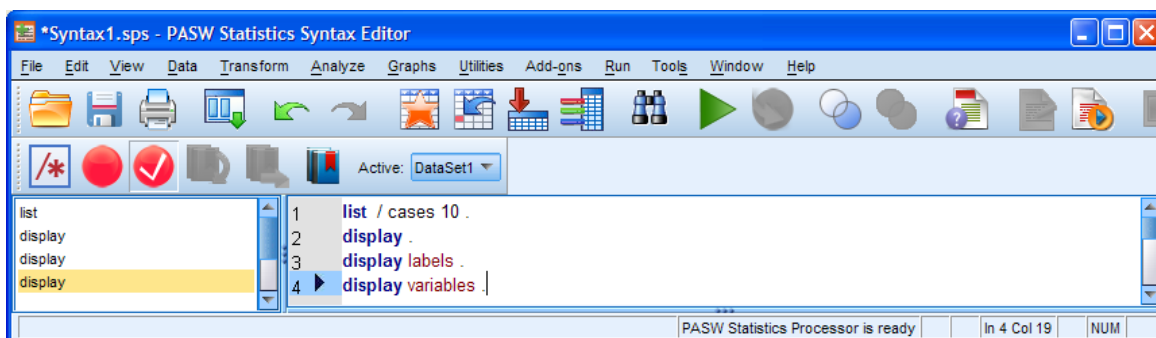 *Syntax1.sps - PASW Statistics Syntax Editor
File Edit View Data Transform Analyze Graphs Utilities Add-ons Run Tools Window Help
/*
Active: DataSet1
list
display
display
display
1 list / cases 10 .
2 display .
3 display labels .
4 display variables .
PASW Statistics Processor is ready In 4 Col 19 NUM